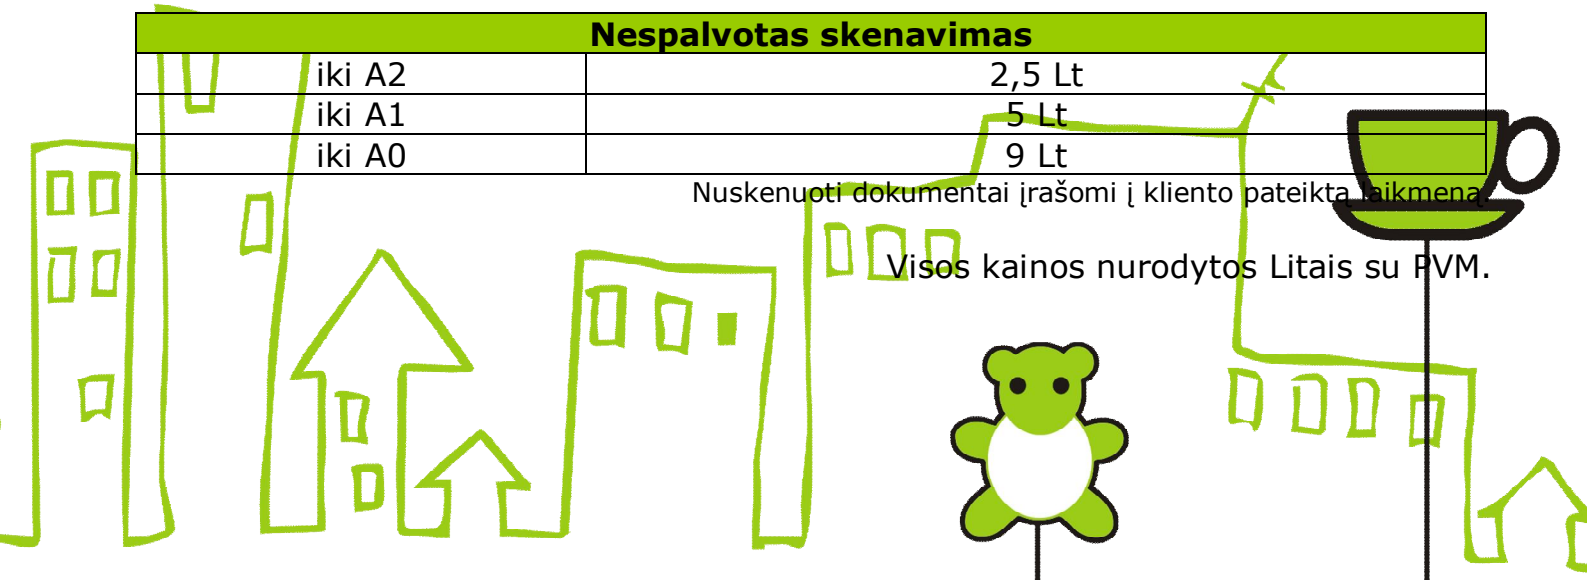 Nespalvotas skenavimas
iki A2 2,5 Lt
iki A1 5 Lt
iki A0 9 Lt
Nuskenuoti dokumentai įrašomi į kliento pateiktą laikmeną.
Visos kainos nurodytos Litais su PVM.